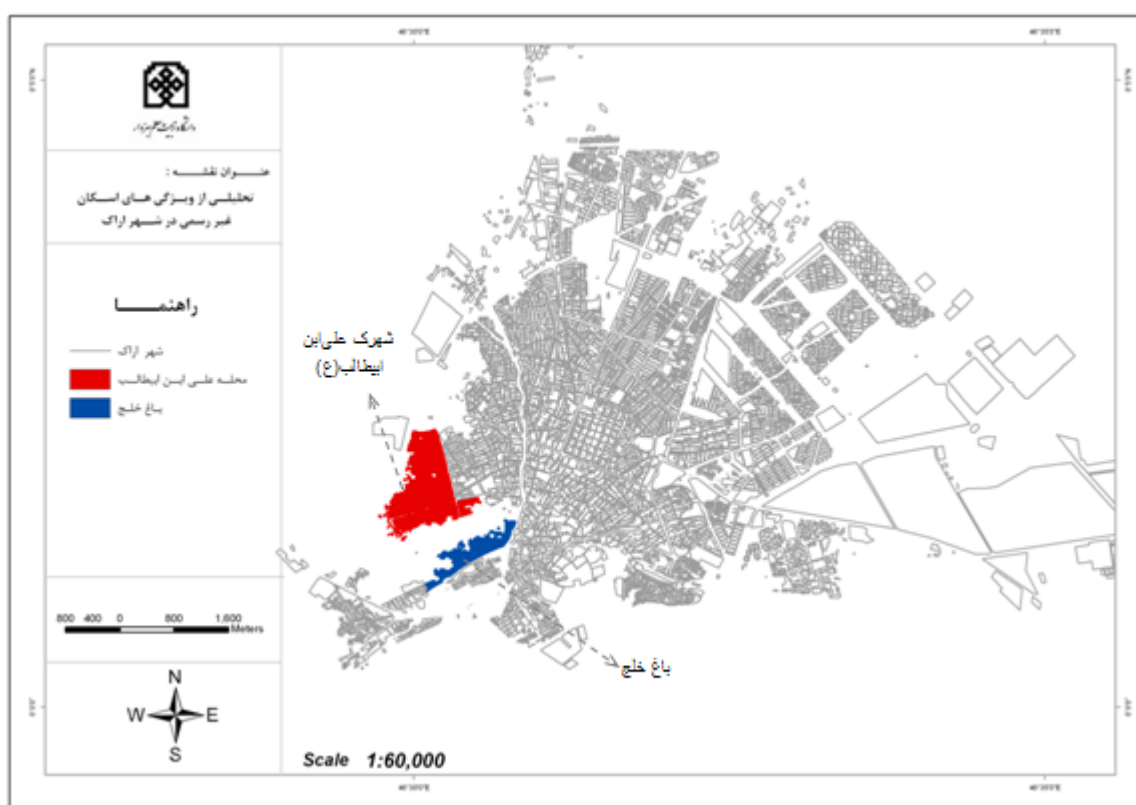 عنوان نقشه :
تحلیلی از ویژگی های اسکان
غیر رسمی در شهر اراک
راهنما
شهر اراک
محله علی ابن ابیطالب
باغ خلج
800 400 0 800 1,600
Meters
N
W E
S
شهرک علی‌ابن
ابیطالب(ع)
باغ خلج
Scale 1:60,000